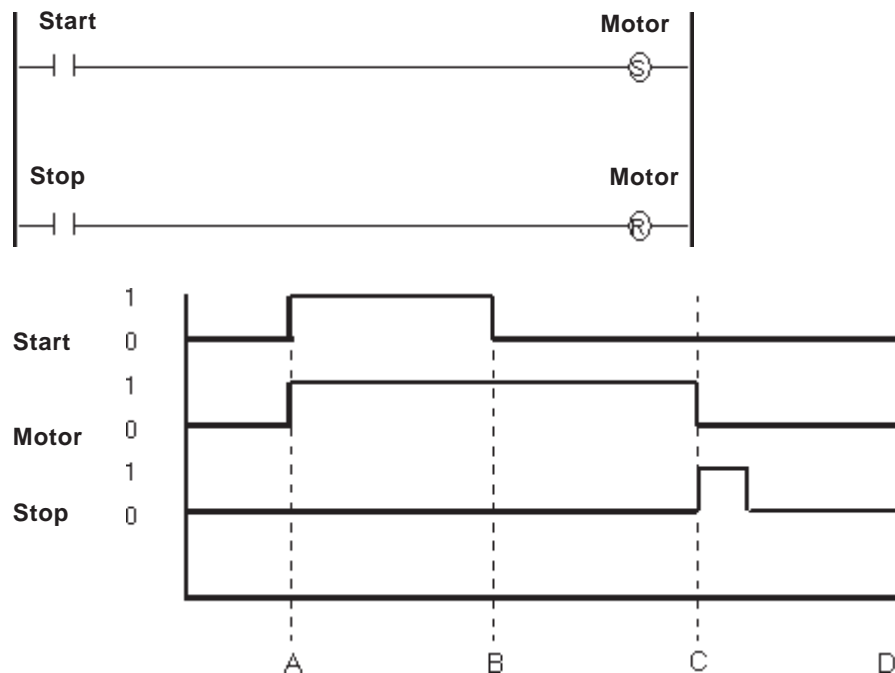 Start Motor
S
Stop Motor
R
1
Start 0
1
Motor 0
1
Stop 0
A B C D